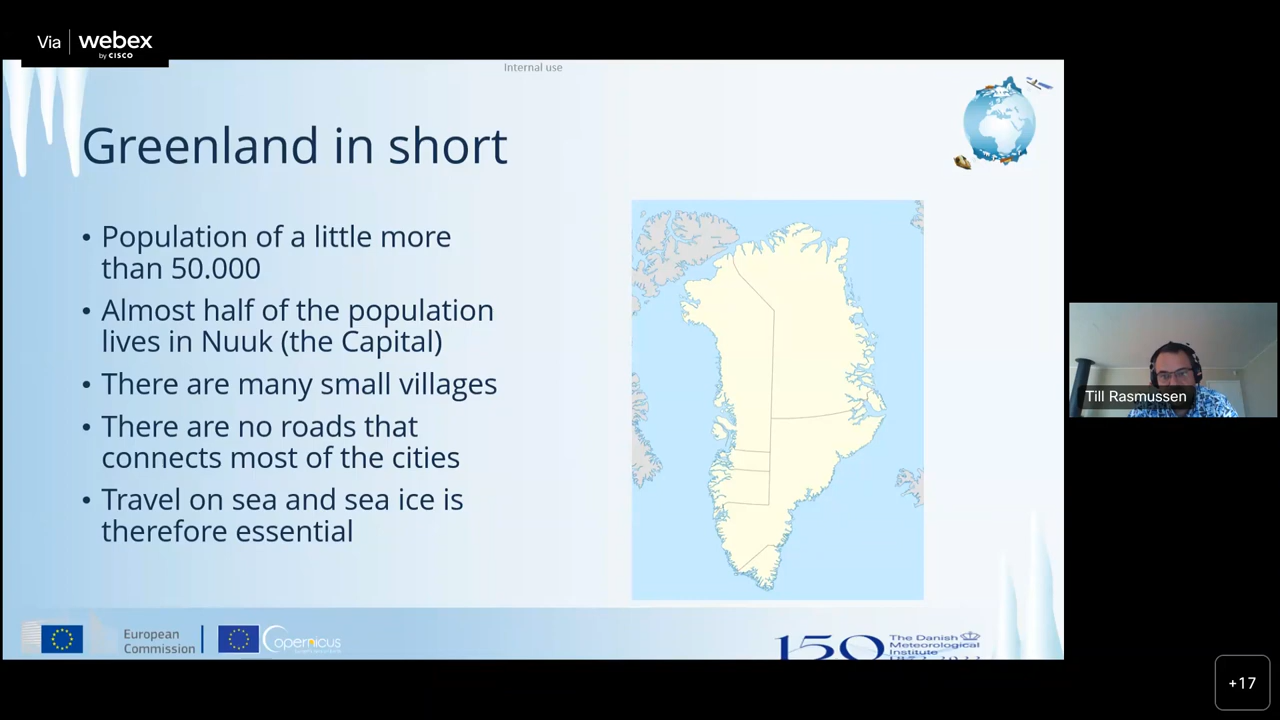 Via webex
by CISCO
Internal use
Greenland in short
• Population of a little more
than 50.000
• Almost half of the population
lives in Nuuk (the Capital)
• There are many small villages
• There are no roads that
connects most of the cities
• Travel on sea and sea ice is
therefore essential
Till Rasmussen
European
Commission
opernicus
150
The Danish
Meteorological
Institute
+17